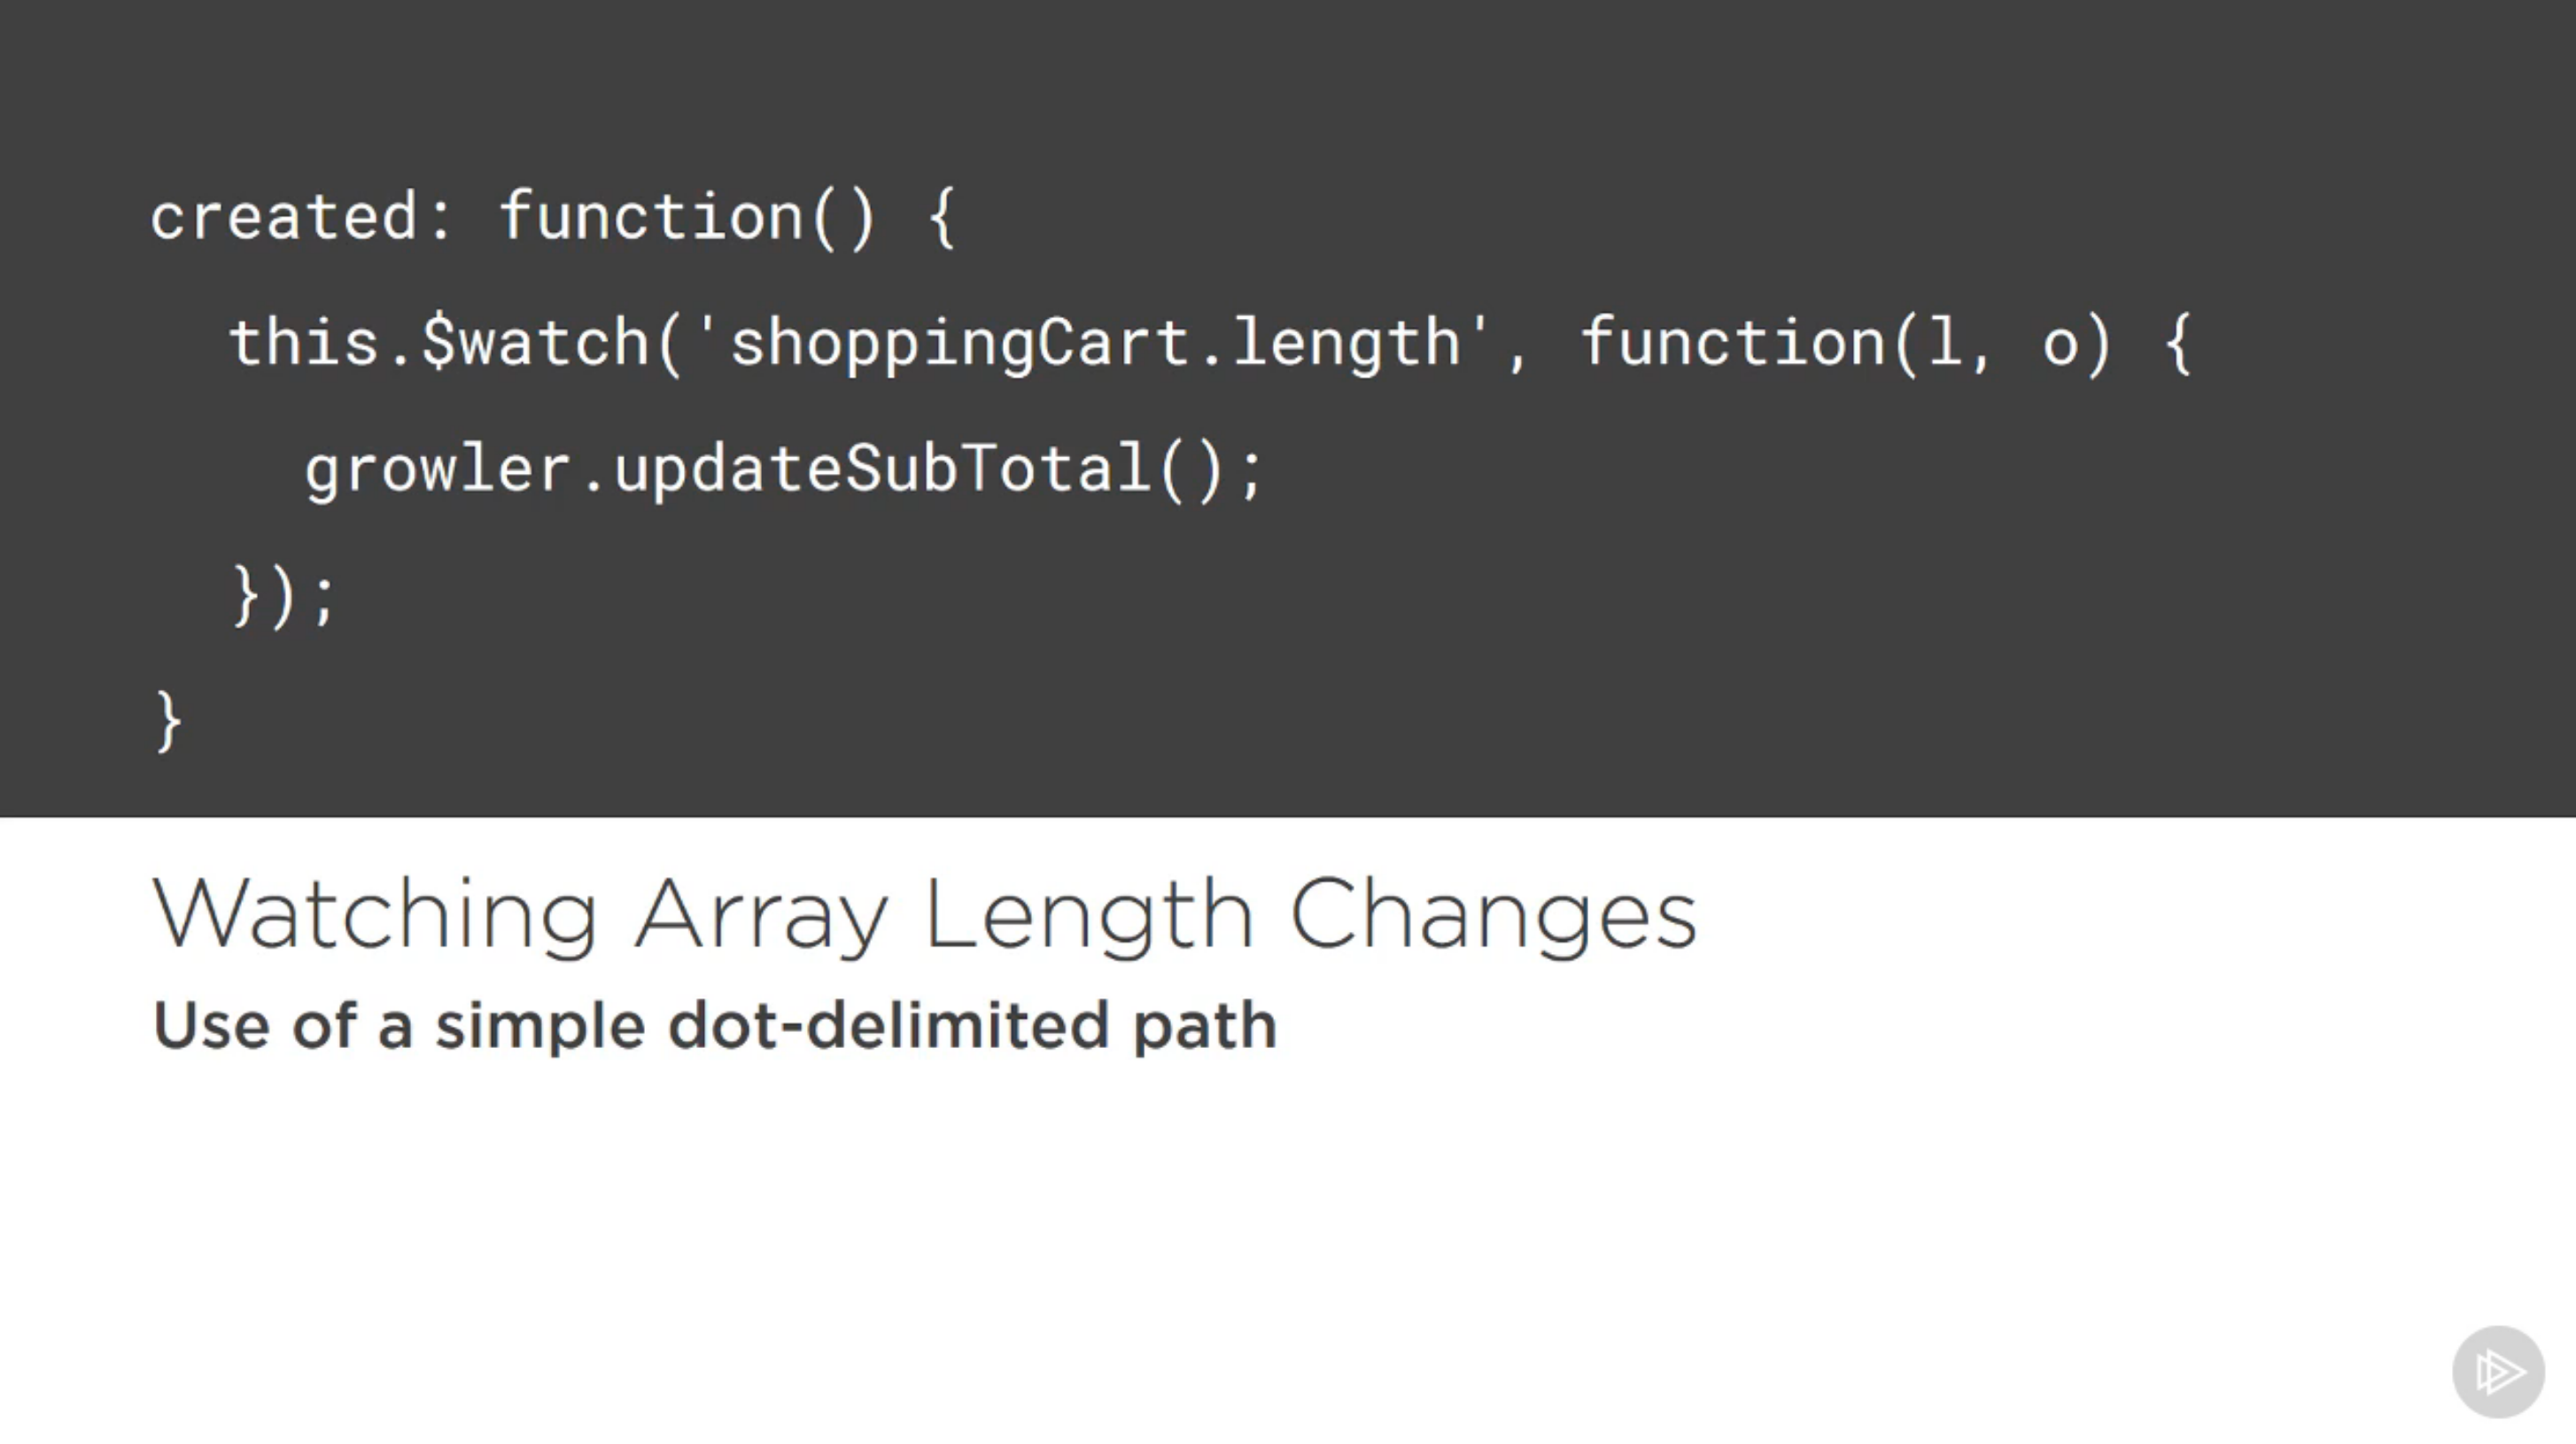 created: function() {
this.$watch('shoppingCart.length', function(l, o) {
growler.updateSubTotal();
});
}
Watching Array Length Changes
Use of a simple dot-delimited path